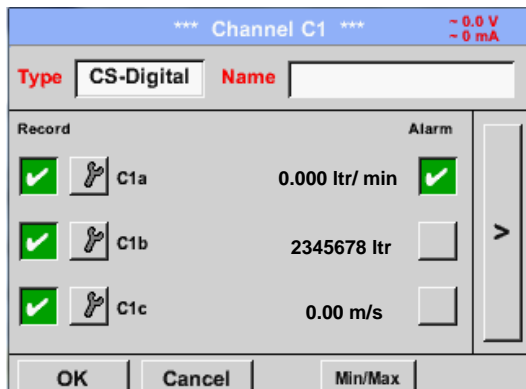 *** Channel C1 ***
~ 0.0 V
~ 0 mA
Type CS-Digital Name
Record Alarm
C1a 0.000 ltr/ min
C1b 2345678 ltr
C1c 0.00 m/s
>
OK Cancel Min/Max